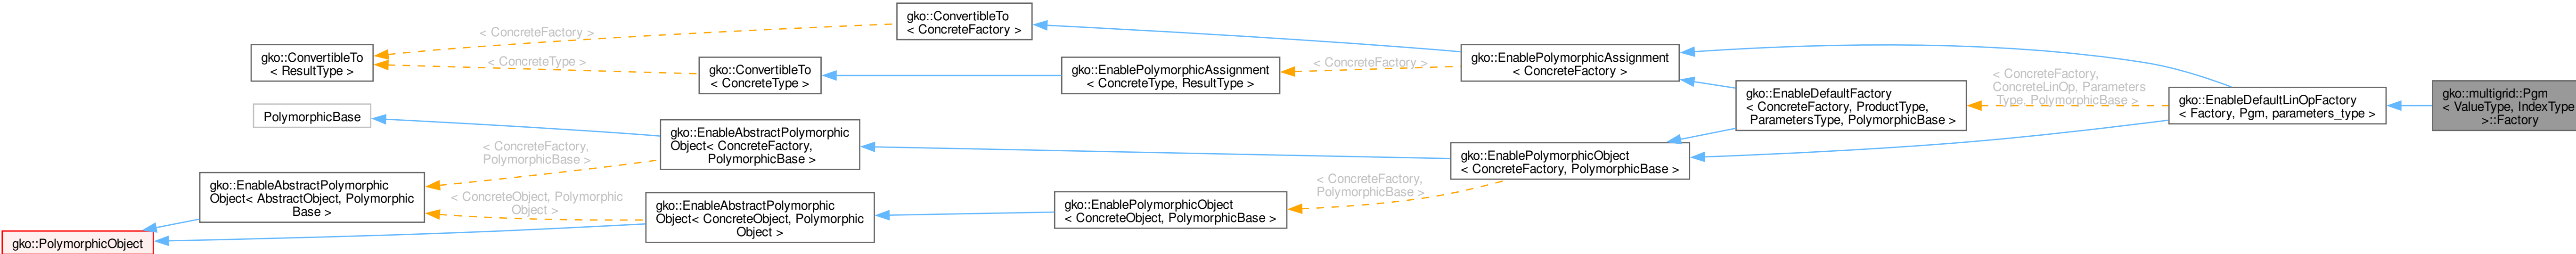 gko::ConvertibleTo
< ResultType >
PolymorphicBase
gko::EnableAbstractPolymorphic
Object< AbstractObject, Polymorphic
Base >
gko::PolymorphicObject
< ConcreteFactory >
< ConcreteType >
< ConcreteFactory,
PolymorphicBase >
< ConcreteObject, Polymorphic
Object >
gko::ConvertibleTo
< ConcreteFactory >
gko::ConvertibleTo
< ConcreteType >
gko::EnableAbstractPolymorphic
Object< ConcreteFactory,
PolymorphicBase >
gko::EnableAbstractPolymorphic
Object< ConcreteObject, Polymorphic
Object >
gko::EnablePolymorphicAssignment
< ConcreteType, ResultType >
gko::EnablePolymorphicObject
< ConcreteObject, PolymorphicBase >
< ConcreteFactory >
< ConcreteFactory,
PolymorphicBase >
gko::EnablePolymorphicAssignment
< ConcreteFactory >
gko::EnablePolymorphicObject
< ConcreteFactory, PolymorphicBase >
gko::EnableDefaultFactory
< ConcreteFactory, ProductType,
ParametersType, PolymorphicBase >
< ConcreteFactory,
ConcreteLinOp, Parameters
Type, PolymorphicBase >
gko::EnableDefaultLinOpFactory
< Factory, Pgm, parameters_type >
gko::multigrid::Pgm
< ValueType, IndexType
>::Factory